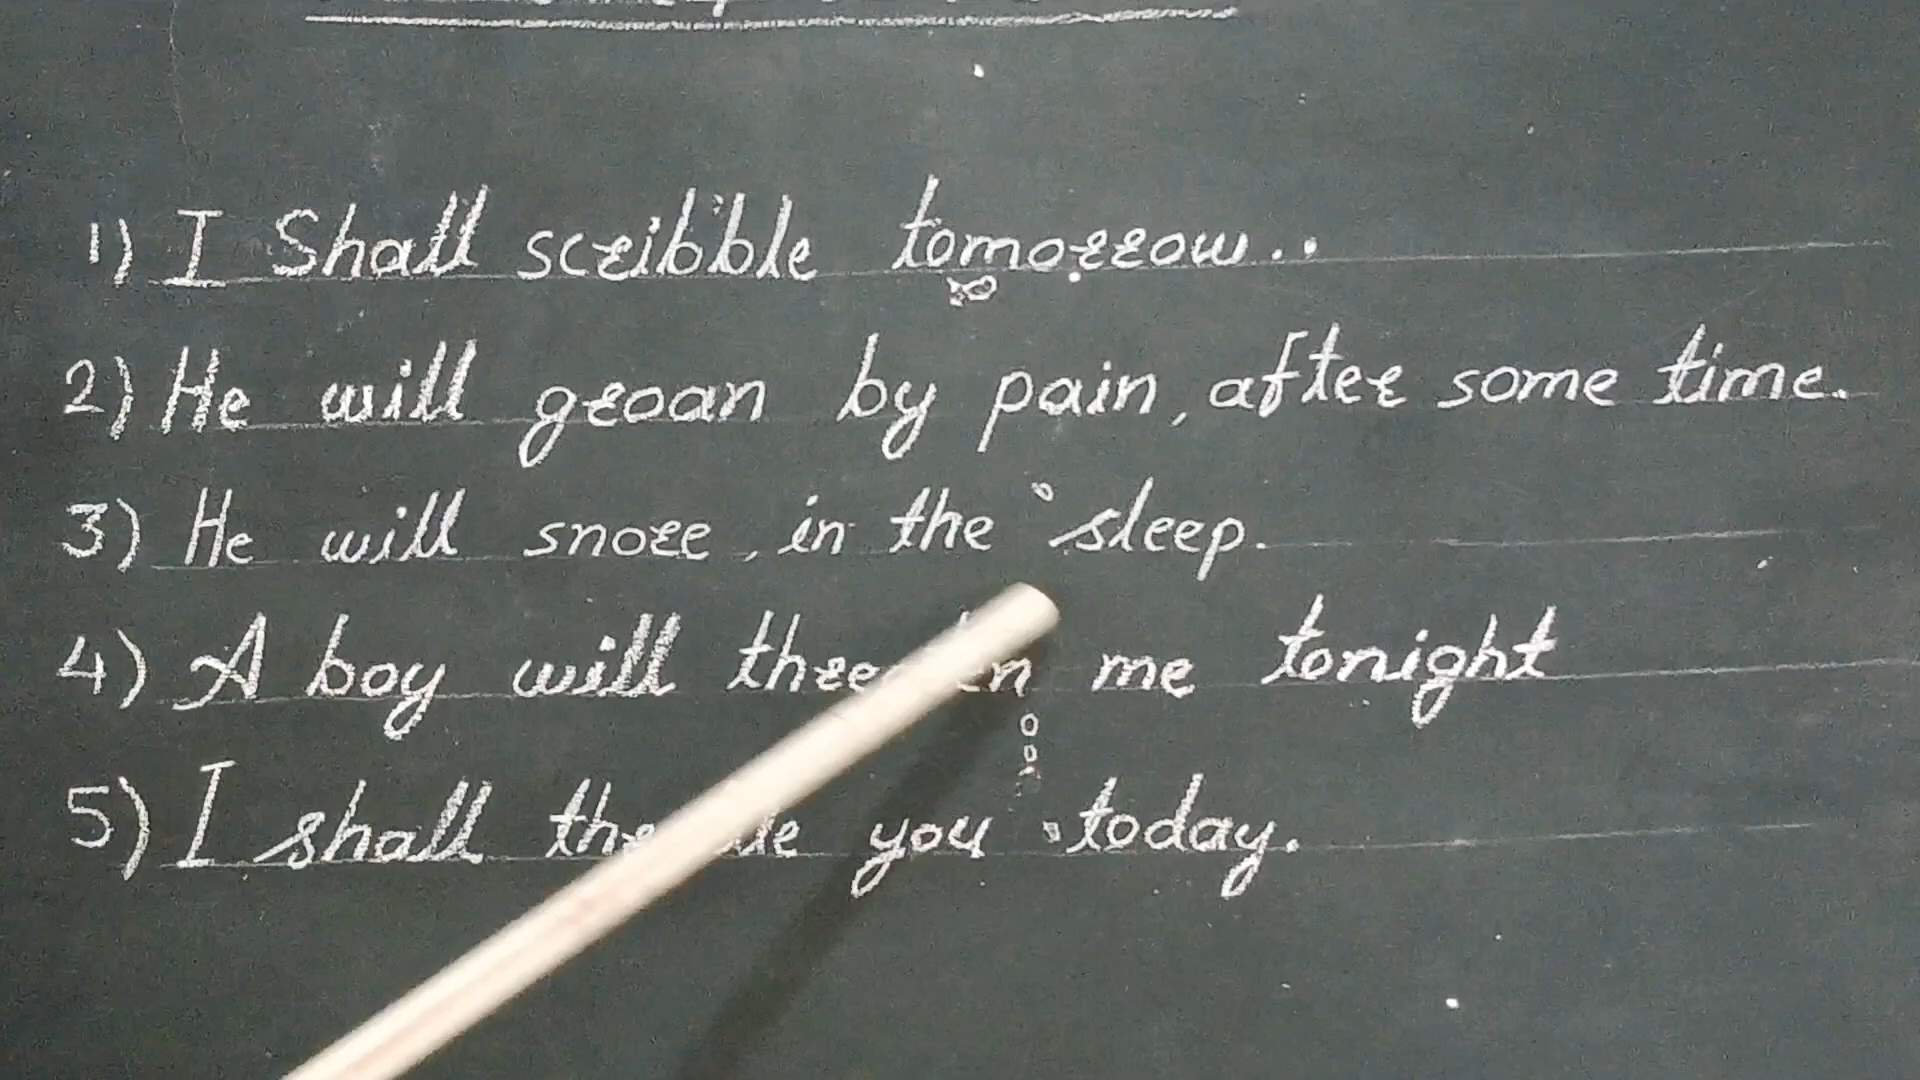 1) I Shall scribble tomorrow..
2) He will groan by pain, after some time.
3) He will snore, in the sleep.
4) A boy will me tonight
5) I shall you today.